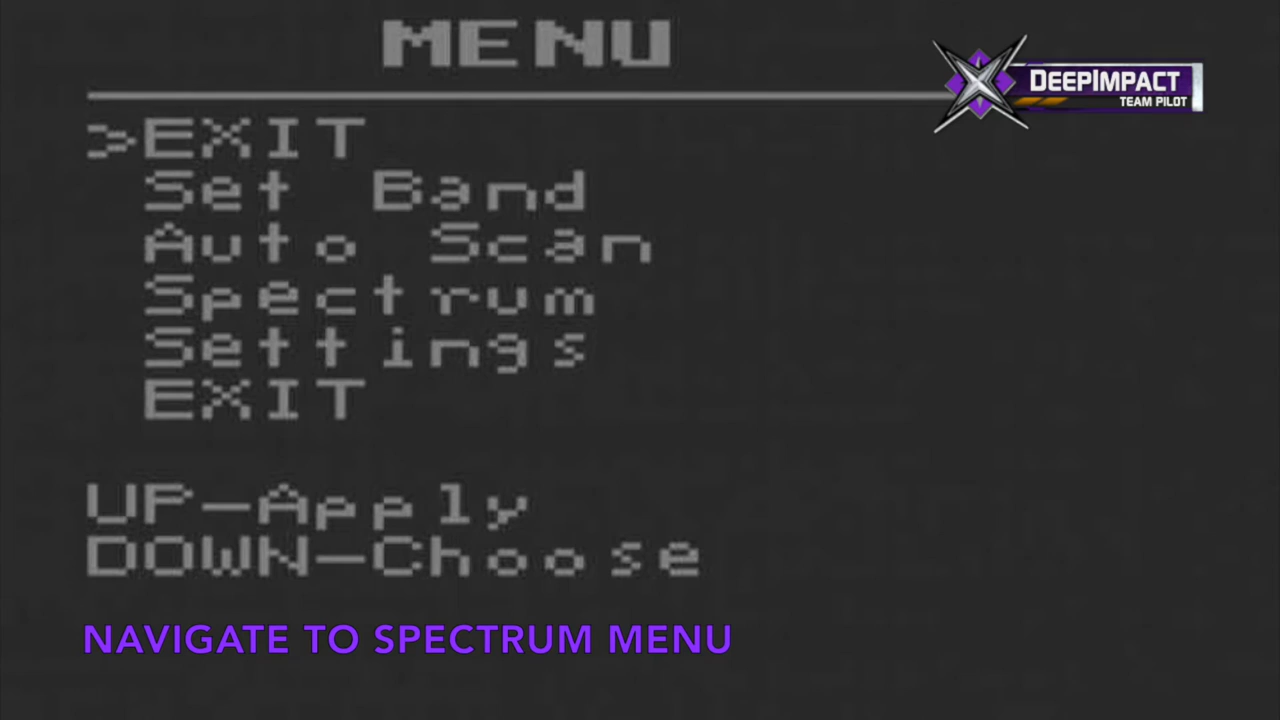 MENU
DEEPIMPACT
TEAM PILOT
>EXIT
Set Band
Auto Scan
Spectrum
Settings
EXIT
UP-Apply
DOWN-Choose
NAVIGATE TO SPECTRUM MENU